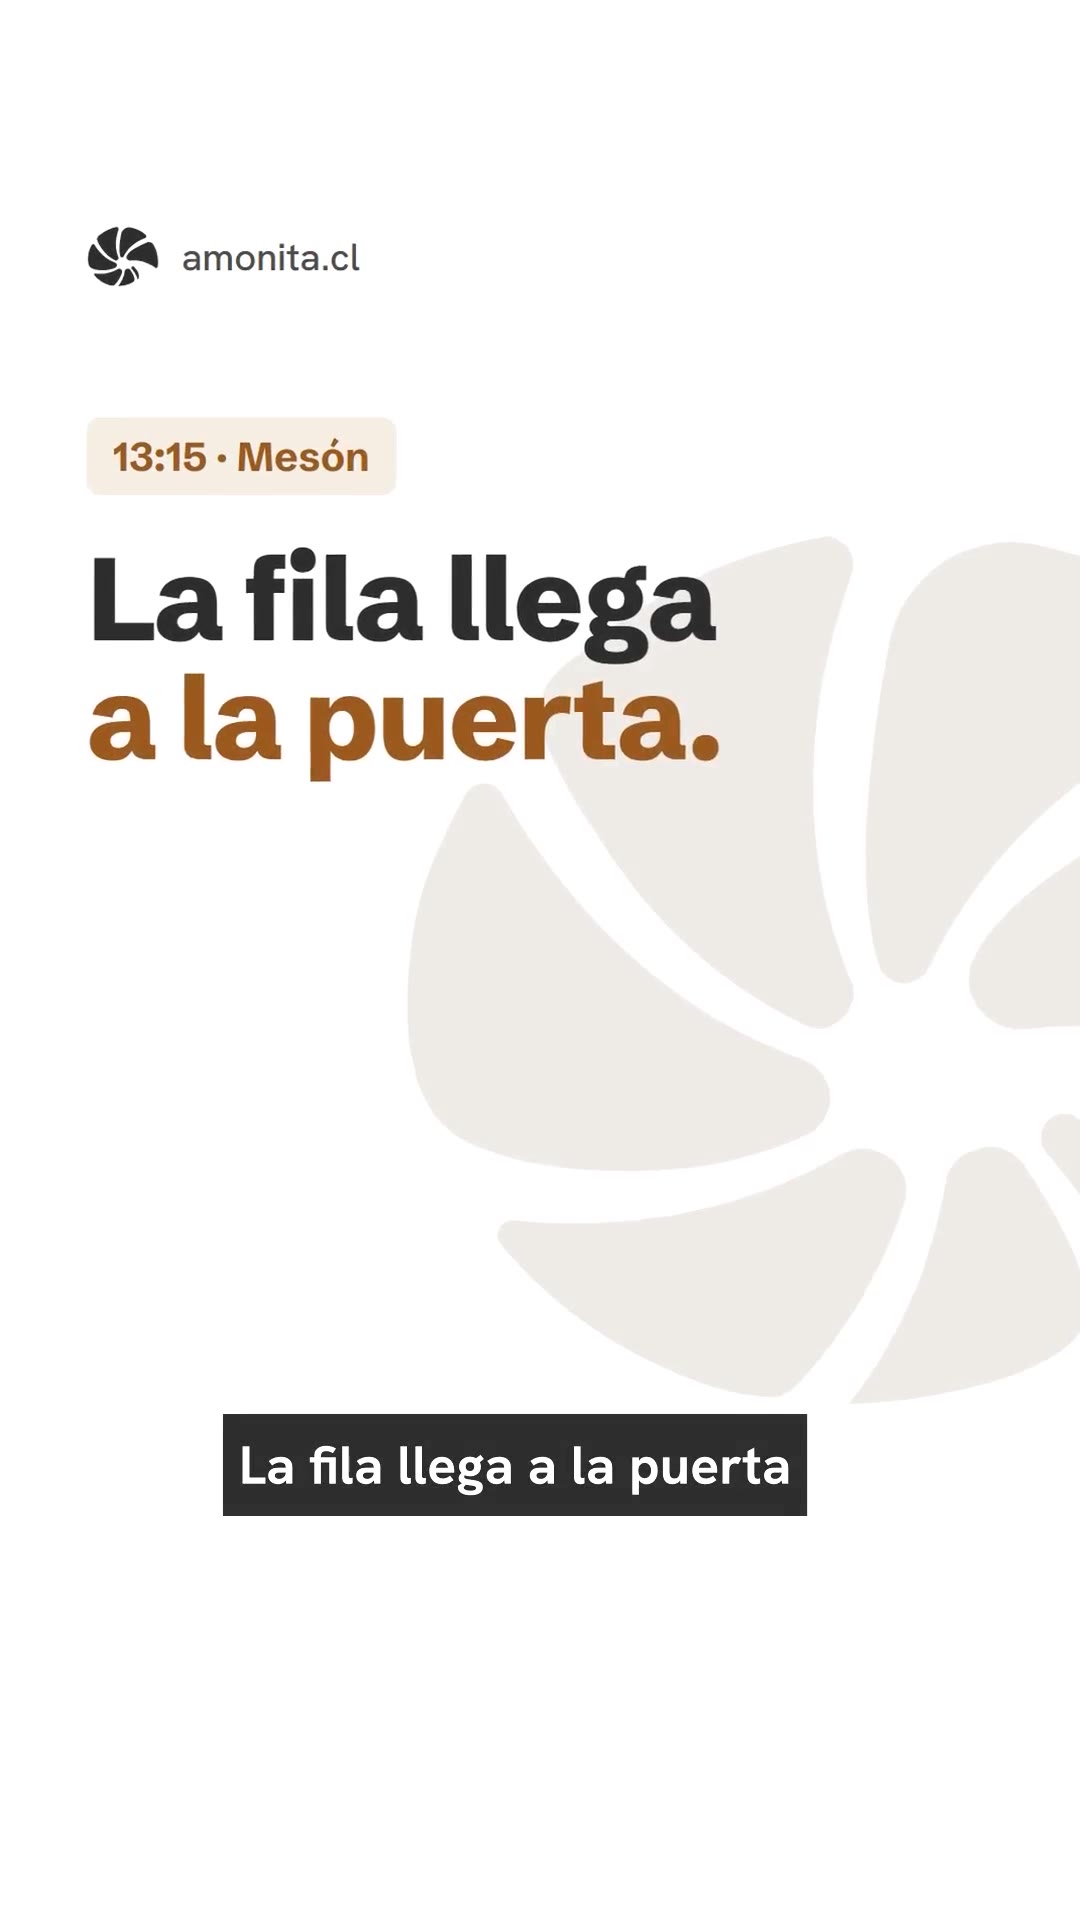 amonita.cl
13:15 · Mesón
La fila llega
a la puerta.
La fila llega a la puerta